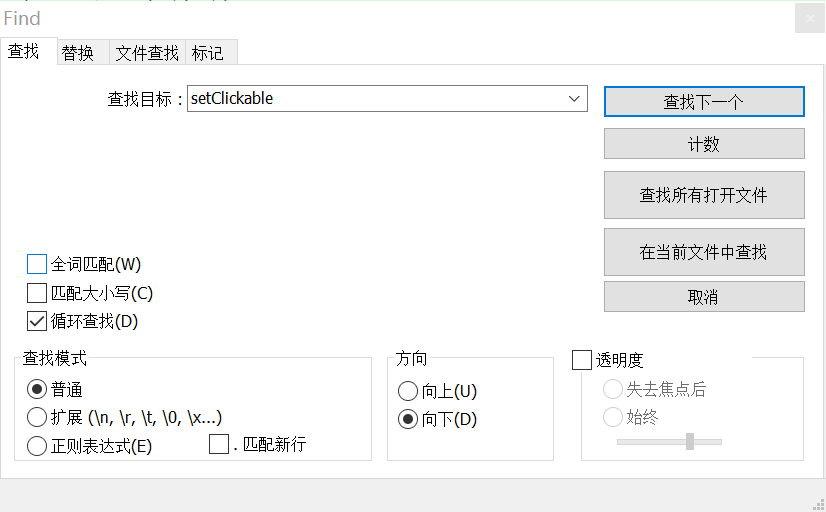 Find
查找 替换 文件查找 标记
查找目标：setClickable
查找下一个
计数
查找所有打开文件
在当前文件中查找
取消
全词匹配(W)
匹配大小写(C)
循环查找(D)
查找模式
普通
扩展 (\n, \r, \t, \0, \x...)
正则表达式(E)
. 匹配新行
方向
向上(U)
向下(D)
透明度
失去焦点后
始终